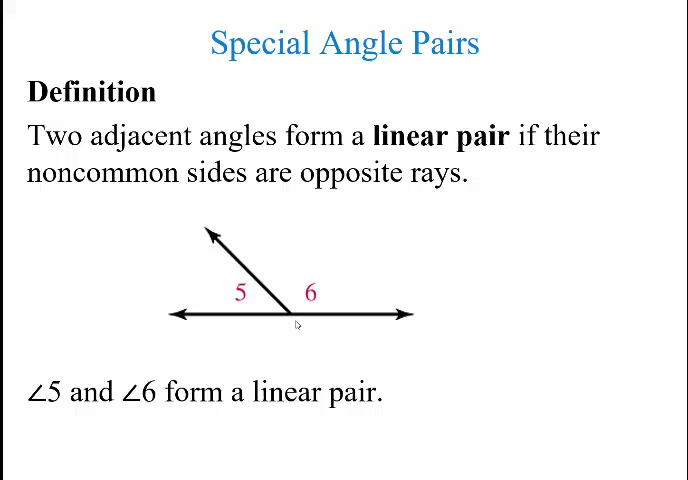 Special Angle Pairs
Definition
Two adjacent angles form a linear pair if their
noncommon sides are opposite rays.
5 6
∠5 and ∠6 form a linear pair.